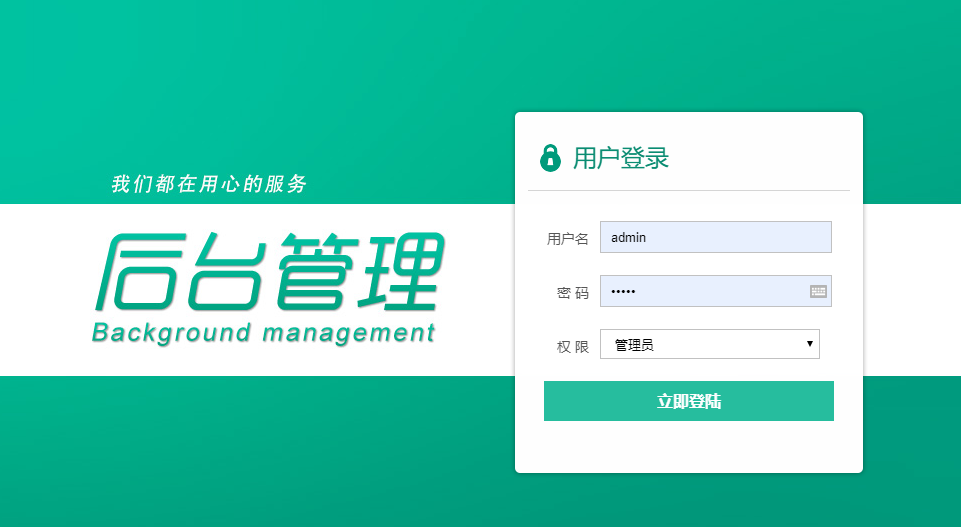 我们都在用心的服务
后台管理
Background management
用户登录
用户名 admin
密 码 •••••
权 限 管理员
立即登陆